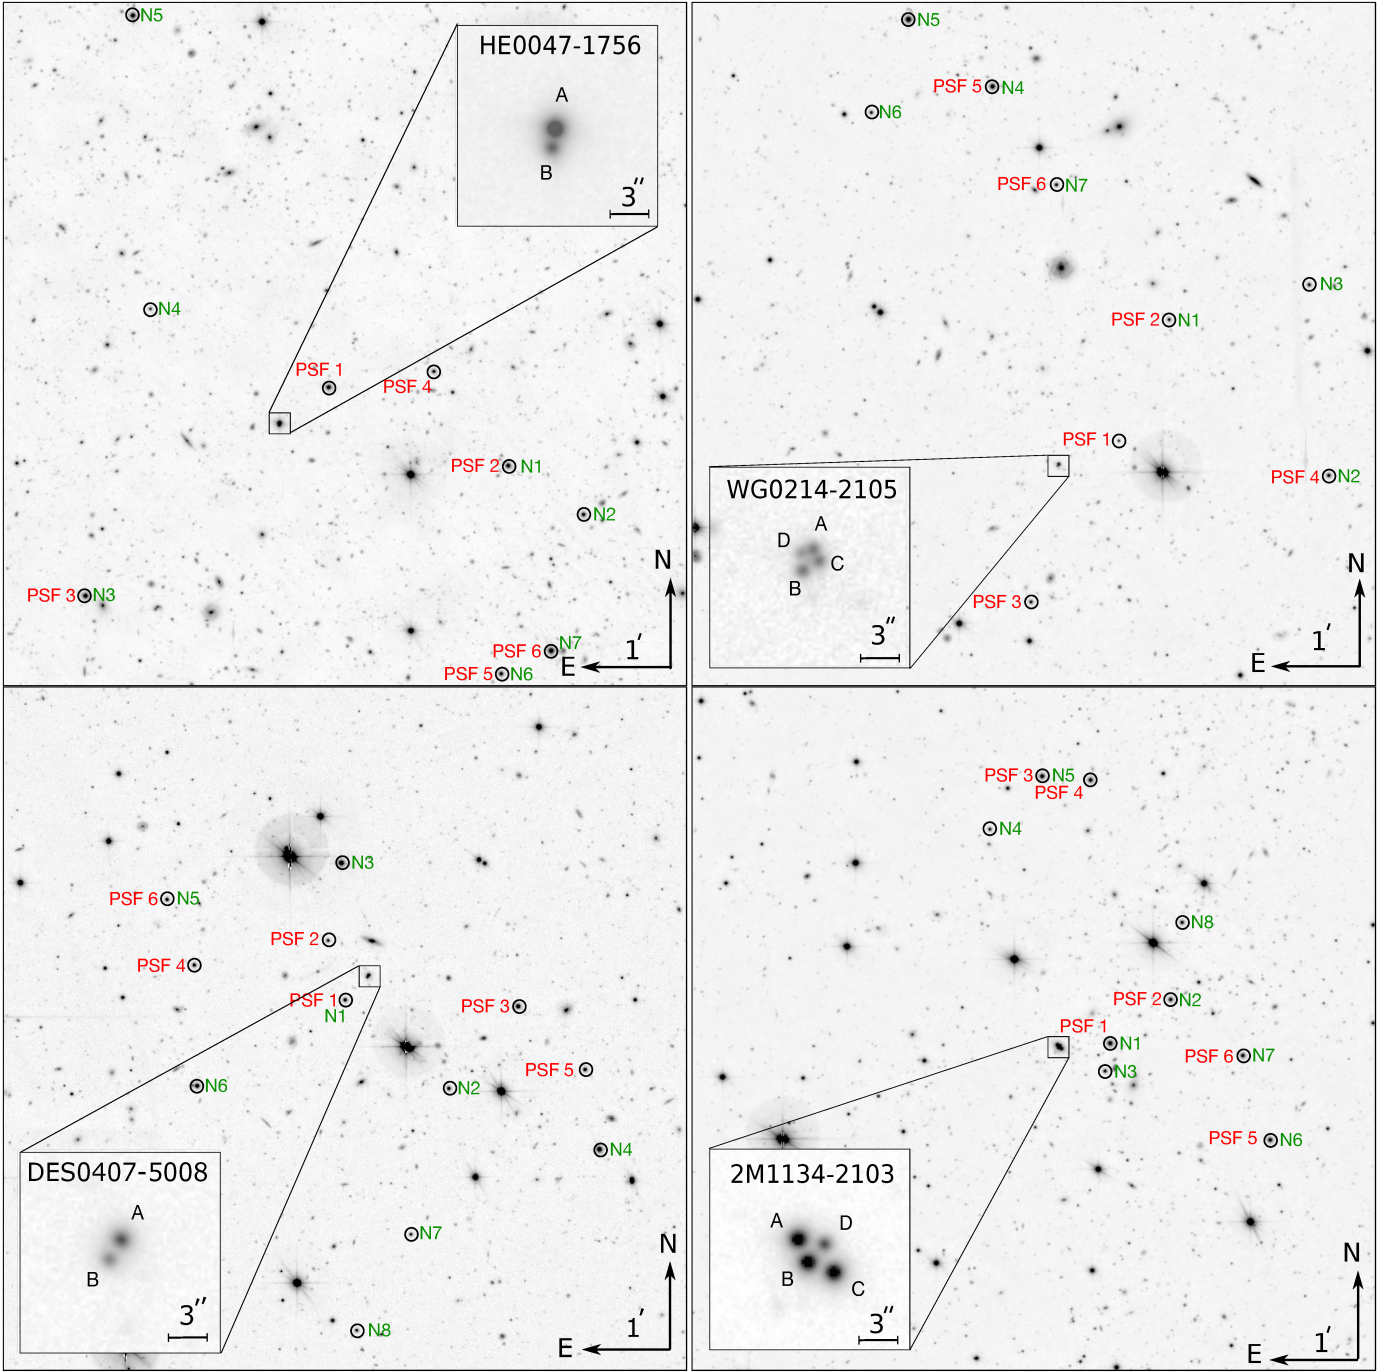 N5
HE0047-1756
A
B
3″
N4
PSF 1
PSF 4
PSF 2 N1
N2
PSF 3 N3
N
N7
PSF 6
1′
E
PSF 5 N6
N5
PSF 5 N4
N6
PSF 6 N7
N3
PSF 2 N1
PSF 1
PSF 4 N2
WG0214-2105
A
D
C
B
3″
PSF 3
N
1′
E
N3
PSF 6 N5
PSF 2
PSF 4
PSF 1
N1
PSF 3
PSF 5
N6
N2
N4
DES0407-5008
A
B
3″
N7
N8
N
1′
E
PSF 3 N5
PSF 4
N4
N8
PSF 2 N2
PSF 1
N1
N3
PSF 6 N7
PSF 5 N6
2M1134-2103
A
D
B
C
3″
N
1′
E